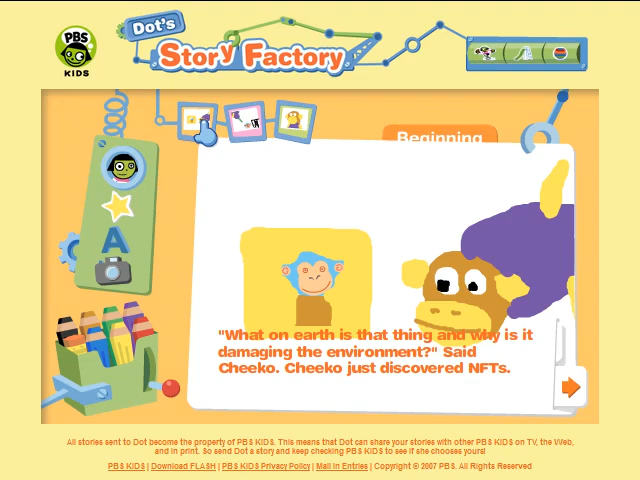 PBS
KIDS
Dot's
Story Factory
Beginning
A
"What on earth is that thing and why is it
damaging the environment?" Said
Cheeko. Cheeko just discovered NFTs.
All stories sent to Dot become the property of PBS KIDS. This means that Dot can share your stories with other PBS KIDS on TV, the Web,
and in print. So send Dot a story and keep checking PBS KIDS to see if she chooses yours!
PBS KIDS | Download FLASH | PBS KIDS Privacy Policy | Mail In Entries | Copyright © 2007 PBS. All Rights Reserved